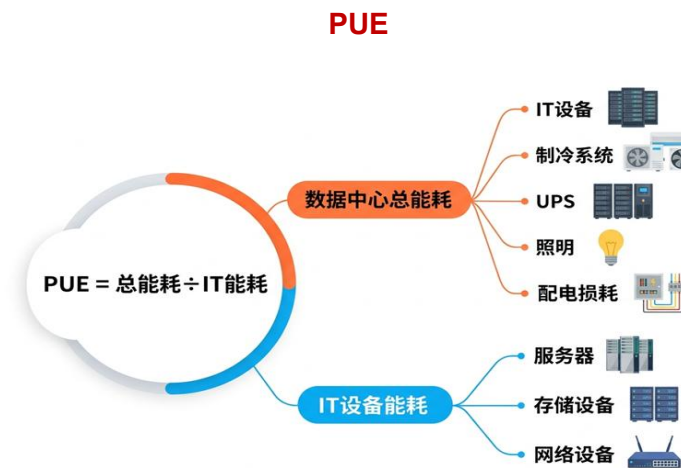 PUE
IT设备
制冷系统
数据中心总能耗
UPS
照明
PUE = 总能耗÷IT能耗
配电损耗
服务器
IT设备能耗
存储设备
网络设备